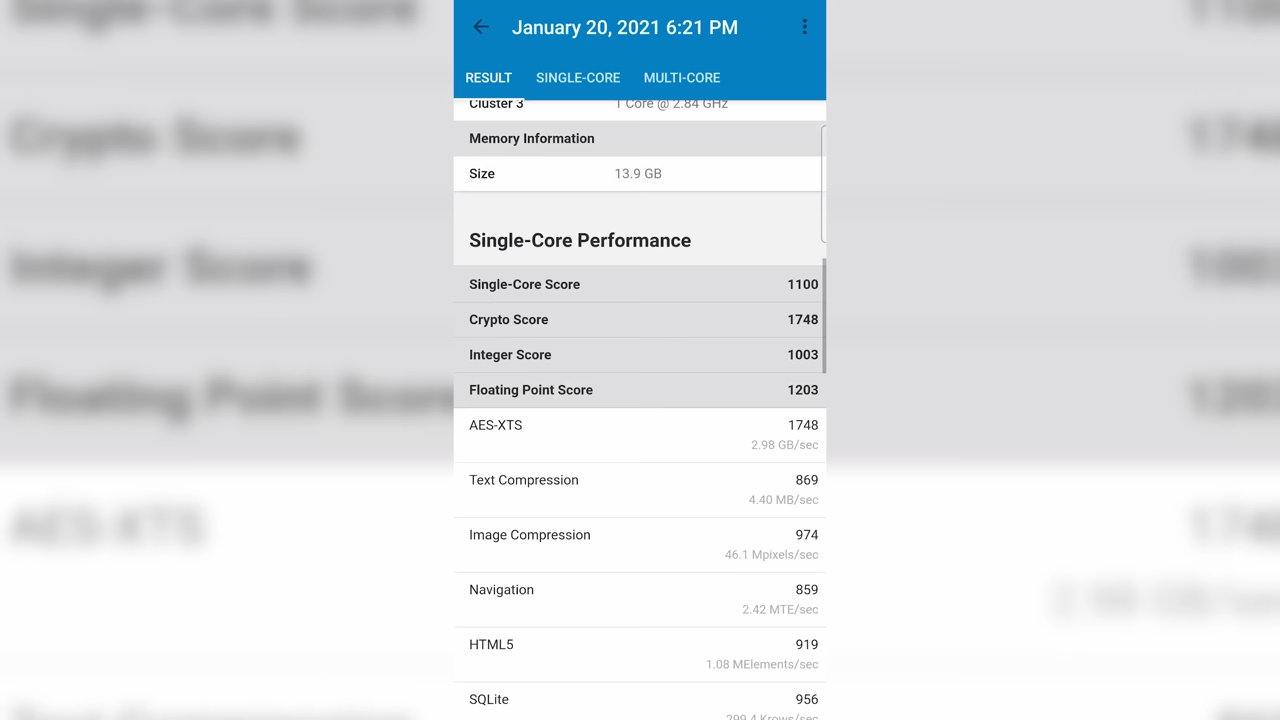 January 20, 2021 6:21 PM
RESULT SINGLE-CORE MULTI-CORE
Cluster 3 1 Core @ 2.84 GHz
Memory Information
Size 13.9 GB
Single-Core Performance
Single-Core Score 1100
Crypto Score 1748
Integer Score 1003
Floating Point Score 1203
AES-XTS 1748
2.98 GB/sec
Text Compression 869
4.40 MB/sec
Image Compression 974
46.1 Mpixels/sec
Navigation 859
2.42 MTE/sec
HTML5 919
1.08 MElements/sec
SQLite 956
299.4 Krows/sec